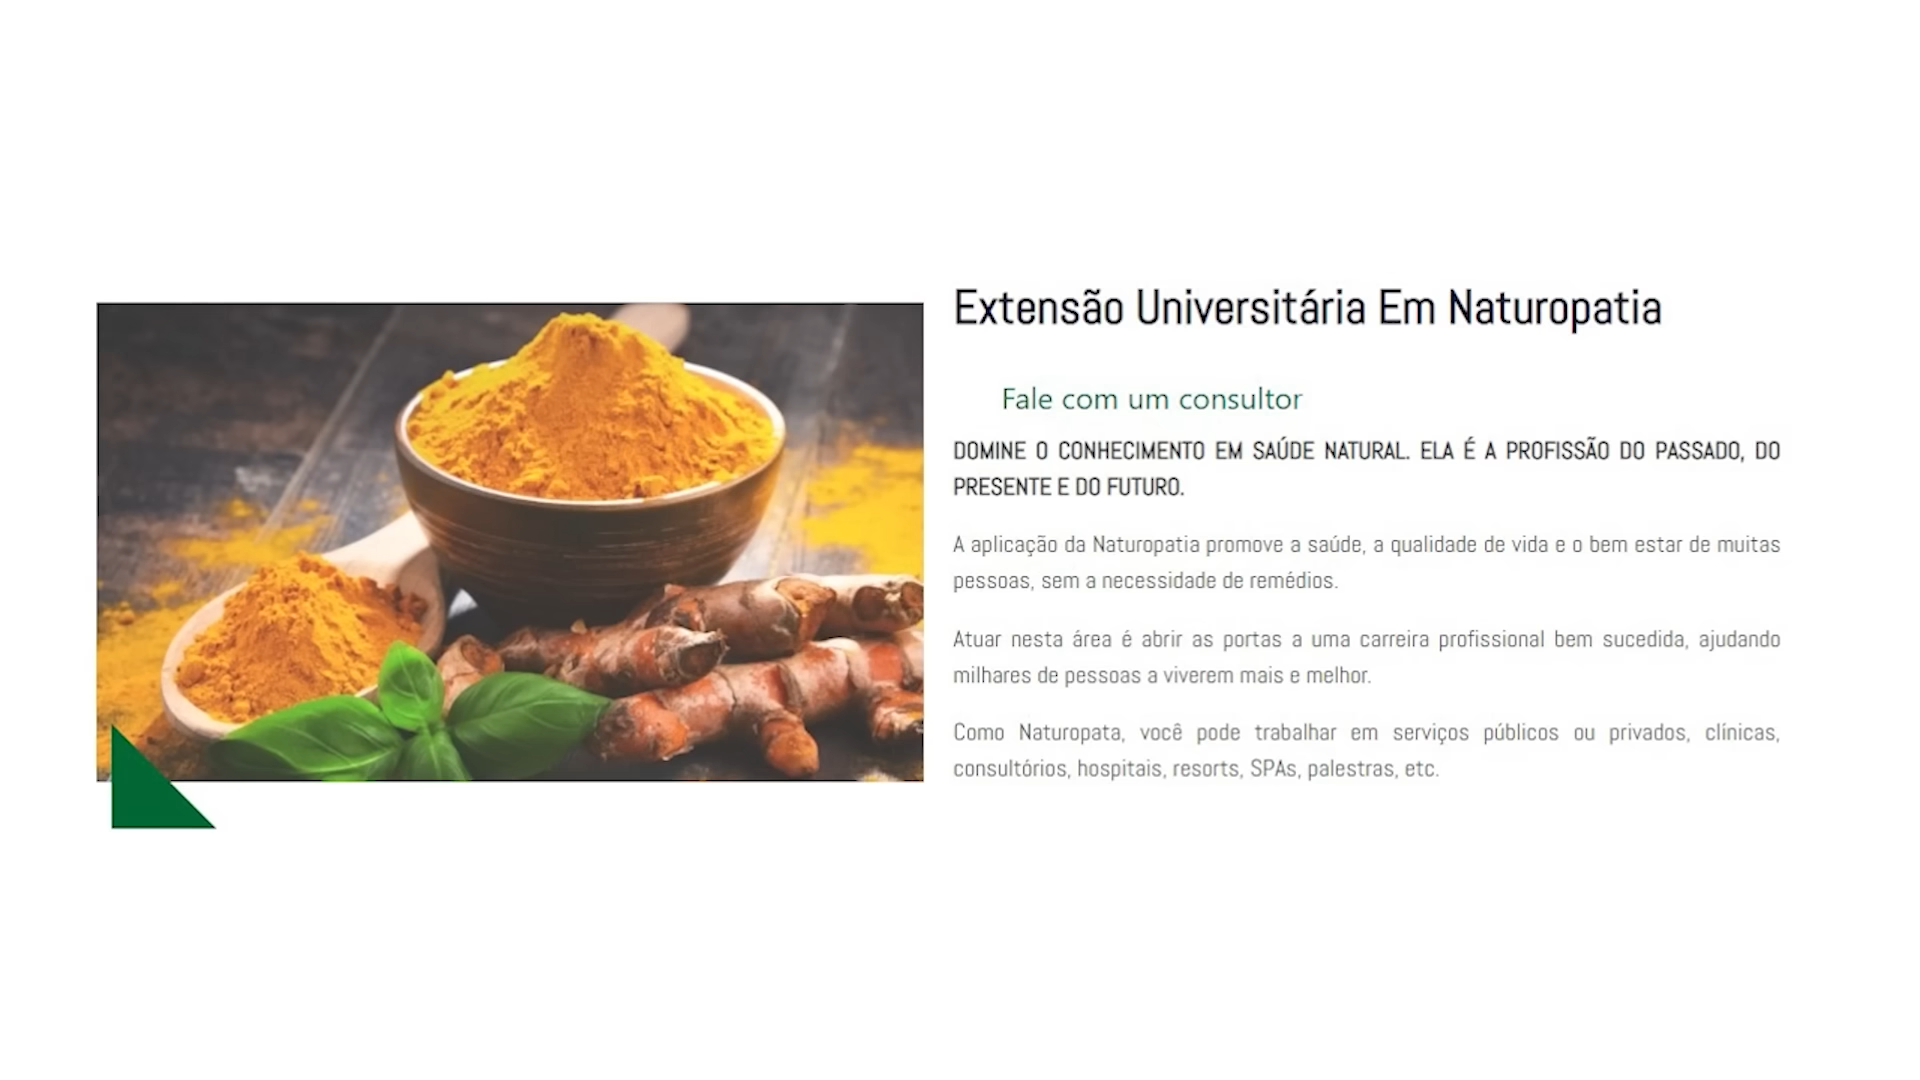 Extensão Universitária Em Naturopatia
Fale com um consultor
DOMINE O CONHECIMENTO EM SAÚDE NATURAL. ELA É A PROFISSÃO DO PASSADO, DO
PRESENTE E DO FUTURO.
A aplicação da Naturopatia promove a saúde, a qualidade de vida e o bem estar de muitas
pessoas, sem a necessidade de remédios.
Atuar nesta área é abrir as portas a uma carreira profissional bem sucedida, ajudando
milhares de pessoas a viverem mais e melhor.
Como Naturopata, você pode trabalhar em serviços públicos ou privados, clínicas,
consultórios, hospitais, resorts, SPAs, palestras, etc.